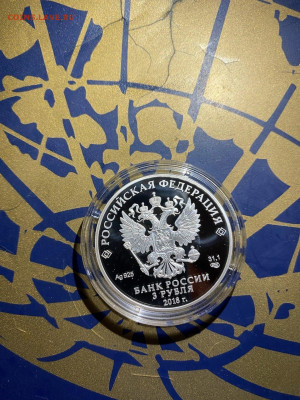 РОССИЙСКАЯ ФЕДЕРАЦИЯ
Ag 925
31,1
БАНК РОССИИ
3 РУБЛЯ
2018 г.